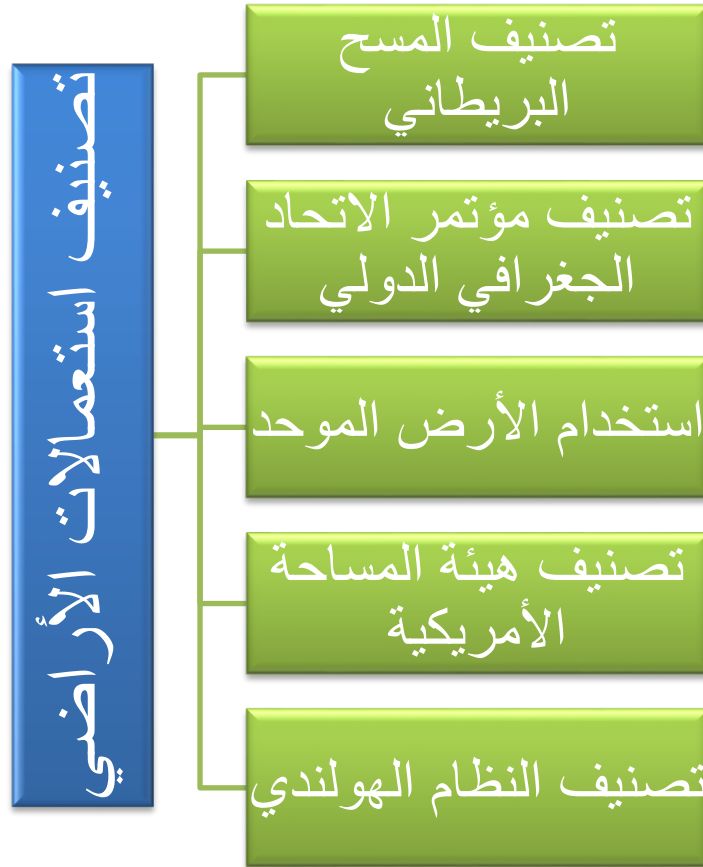 تصنيف استعمالات الأراضي
تصنيف المسح
البريطاني
تصنيف مؤتمر الاتحاد
الجغرافي الدولي
استخدام الأرض الموحد
تصنيف هيئة المساحة
الأمريكية
تصنيف النظام الهولندي